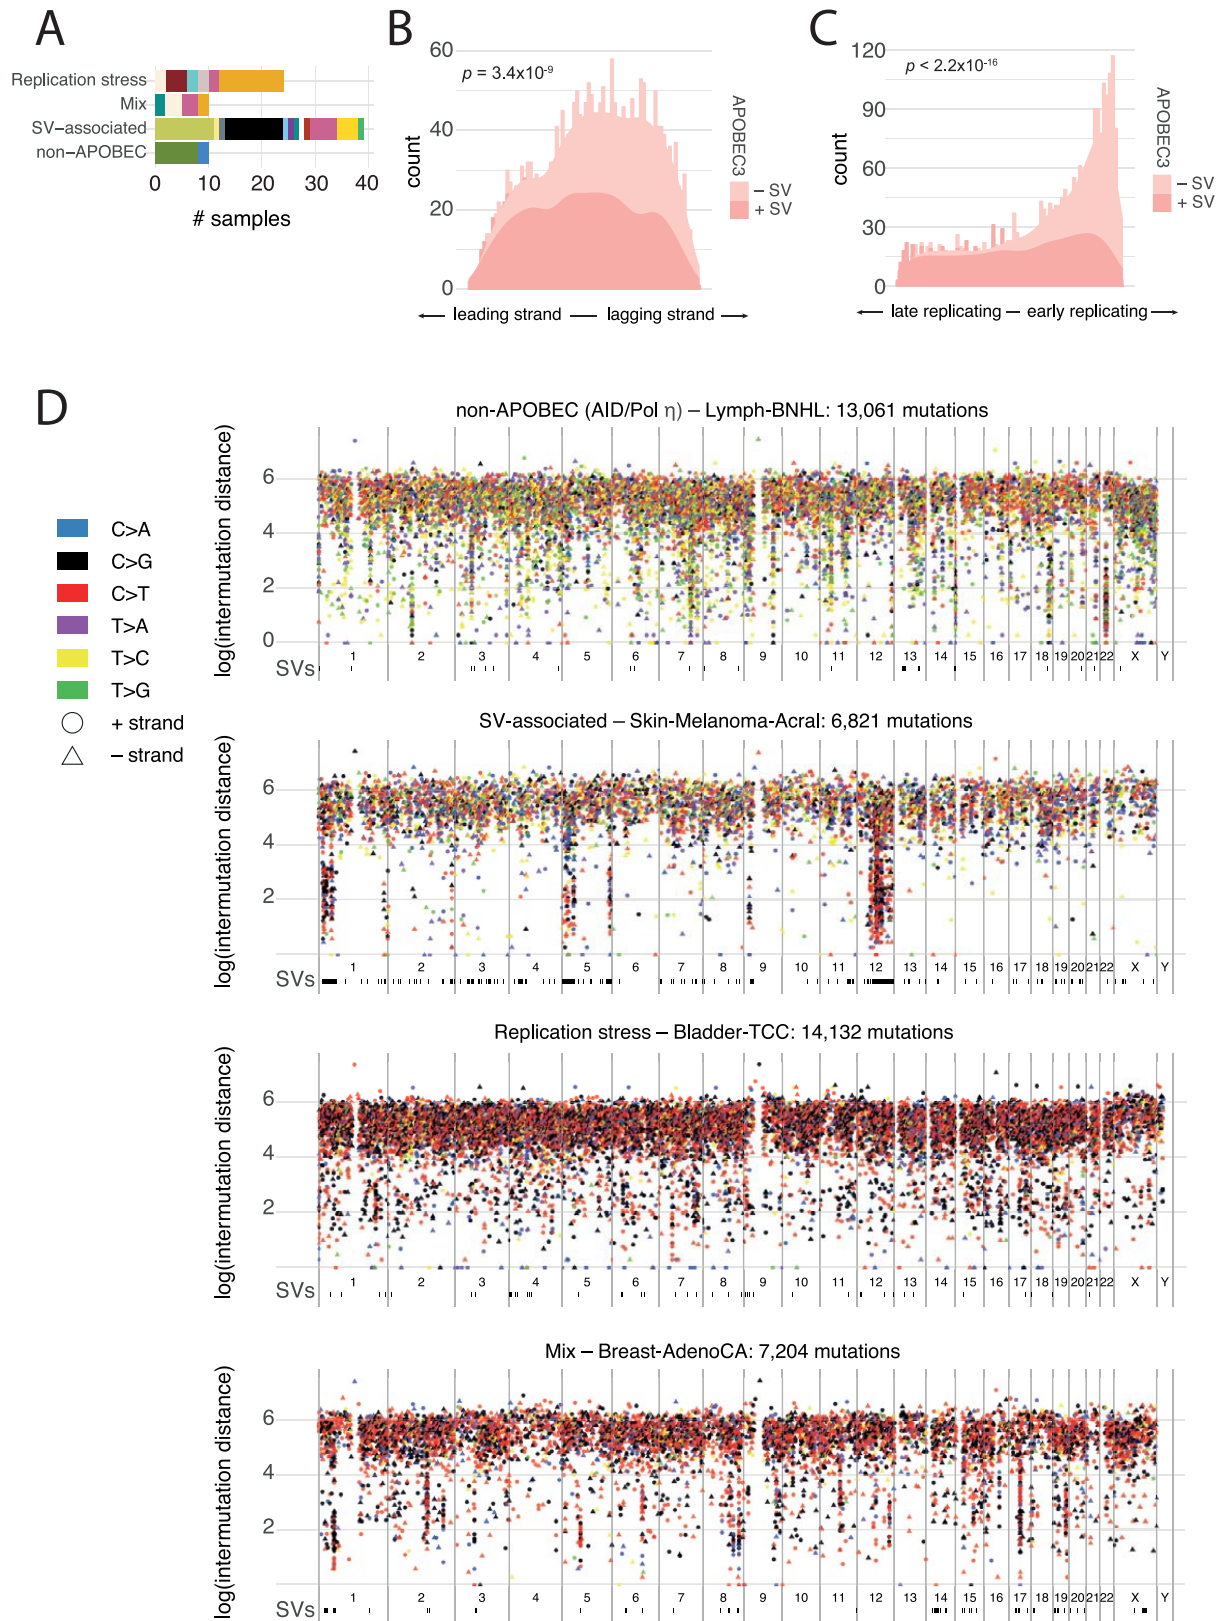 A
Replication stress
Mix
SV−associated
non−APOBEC
0 10 20 30 40
# samples
B
60
40
20
0
count
p = 3.4x10-9
APOBEC3
− SV
+ SV
leading strand — lagging strand
C
120
90
60
30
0
count
p < 2.2x10-16
APOBEC3
− SV
+ SV
late replicating — early replicating
D
C>A
C>G
C>T
T>A
T>C
T>G
+ strand
− strand
non−APOBEC (AID/Pol η) − Lymph−BNHL: 13,061 mutations
log(intermutation distance)
6
4
2
0
1 2 3 4 5 6 7 8 9 10 11 12 13 14 15 16 17 18 19 20 21 22 X Y
SVs
SV−associated − Skin−Melanoma−Acral: 6,821 mutations
log(intermutation distance)
6
4
2
1 2 3 4 5 6 7 8 9 10 11 12 13 14 15 16 17 18 19 20 21 22 X Y
SVs
Replication stress − Bladder−TCC: 14,132 mutations
log(intermutation distance)
6
4
2
1 2 3 4 5 6 7 8 9 10 11 12 13 14 15 16 17 18 19 20 21 22 X Y
SVs
Mix − Breast−AdenoCA: 7,204 mutations
log(intermutation distance)
6
4
2
1 2 3 4 5 6 7 8 9 10 11 12 13 14 15 16 17 18 19 20 21 22 X Y
SVs